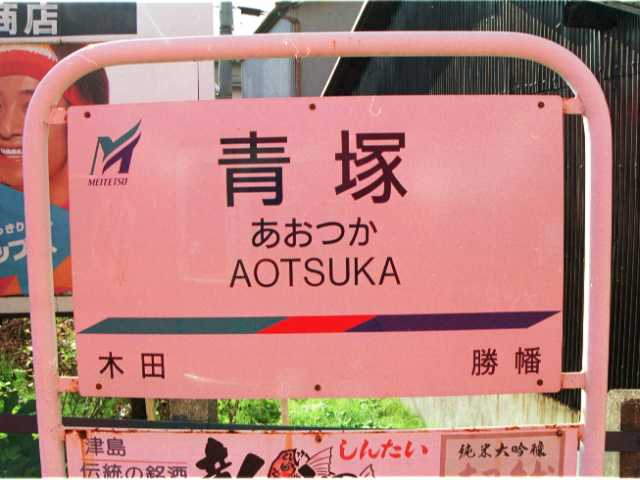 商店
MEITETSU
青塚
あおつか
AOTSUKA
木田
勝幡
津島
伝統の銘酒
しんたい
純米大吟醸